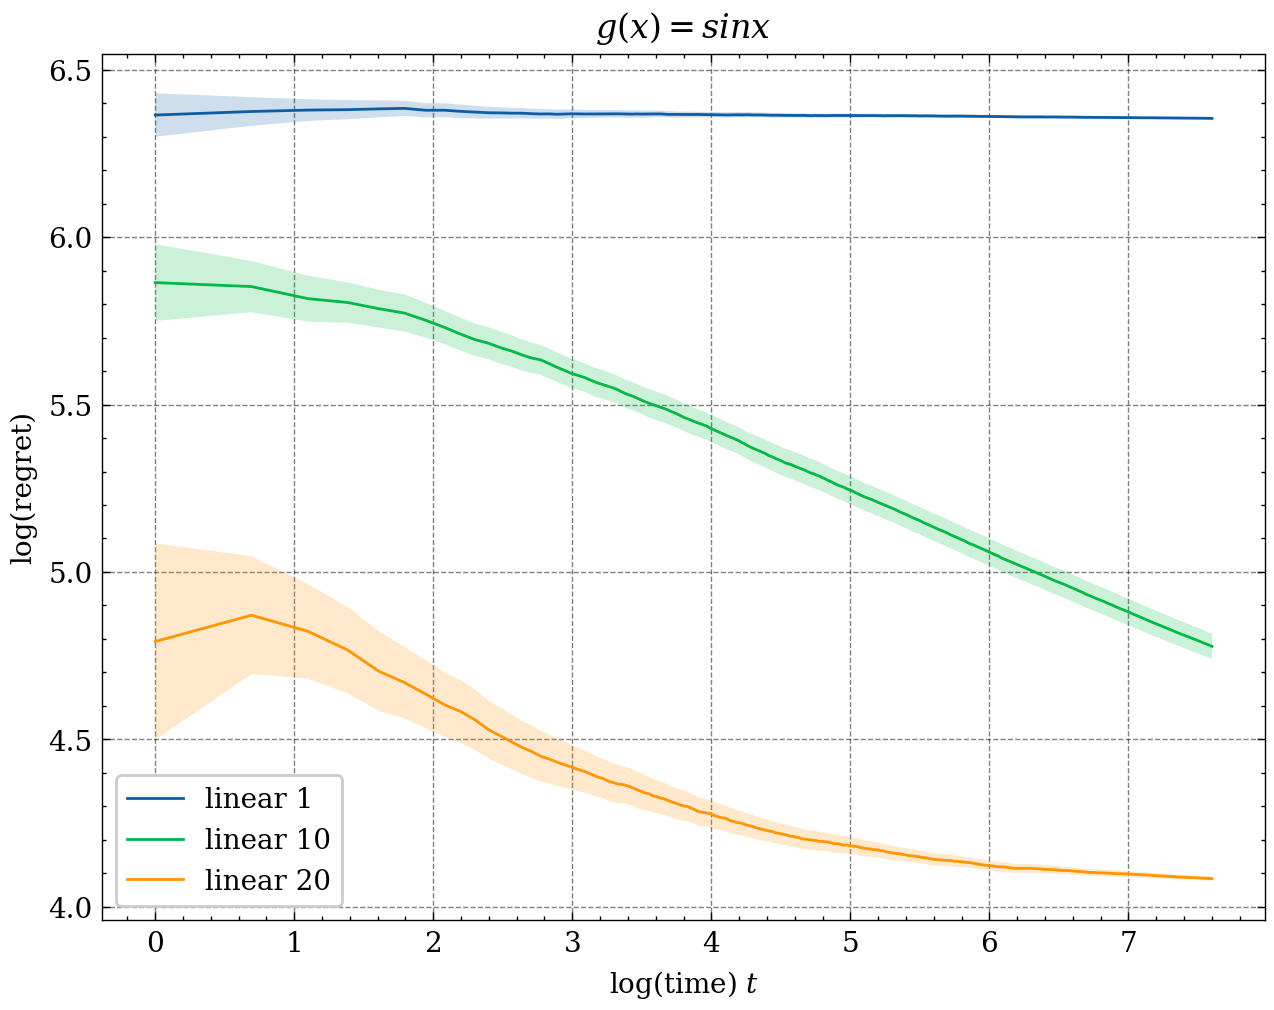 g(x) = sinx
6.5
6.0
5.5
5.0
4.5
4.0
log(regret)
linear 1
linear 10
linear 20
0 1 2 3 4 5 6 7
log(time) t